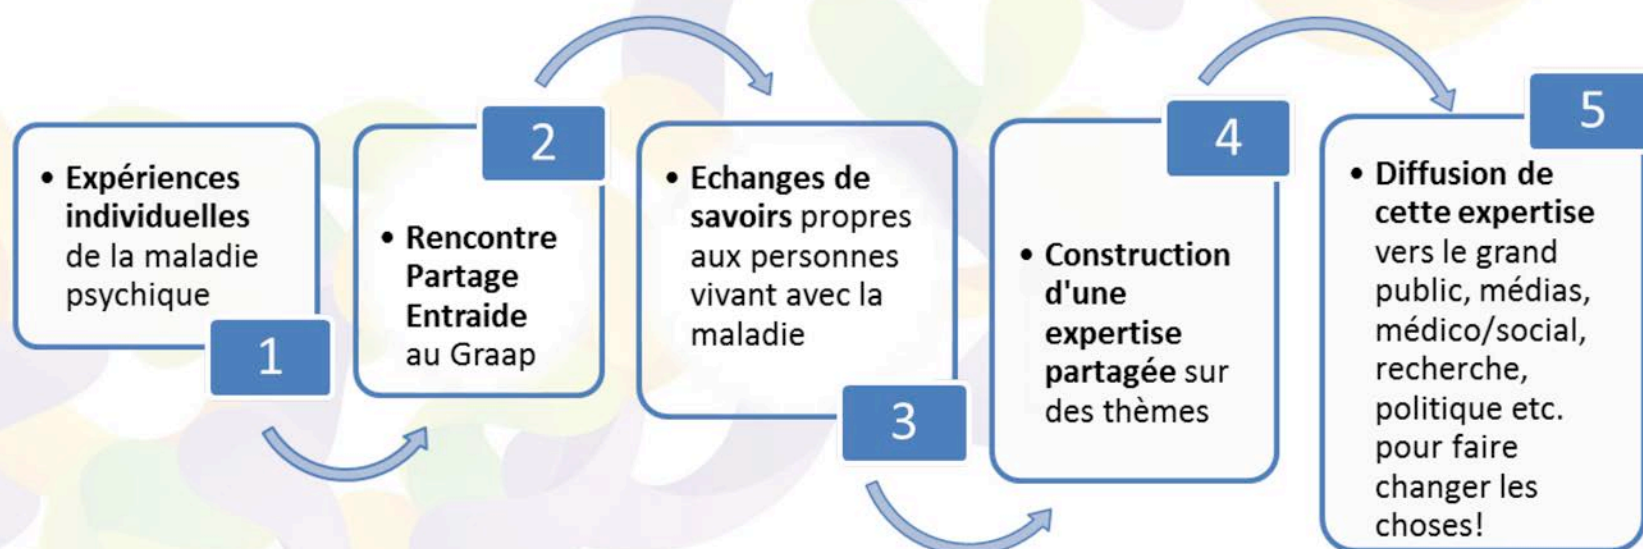 • Expériences
individuelles
de la maladie
psychique
1
2
• Rencontre
Partage
Entraide
au Graap
• Echanges de
savoirs propres
aux personnes
vivant avec la
maladie
3
4
• Construction
d'une
expertise
partagée sur
des thèmes
5
• Diffusion de
cette expertise
vers le grand
public, médias,
médico/social,
recherche,
politique etc.
pour faire
changer les
choses!